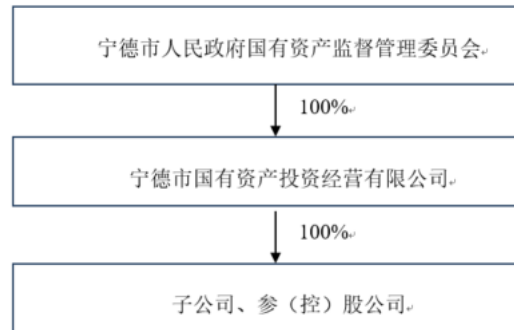 宁德市人民政府国有资产监督管理委员会
100%
宁德市国有资产投资经营有限公司
100%
子公司、参（控）股公司